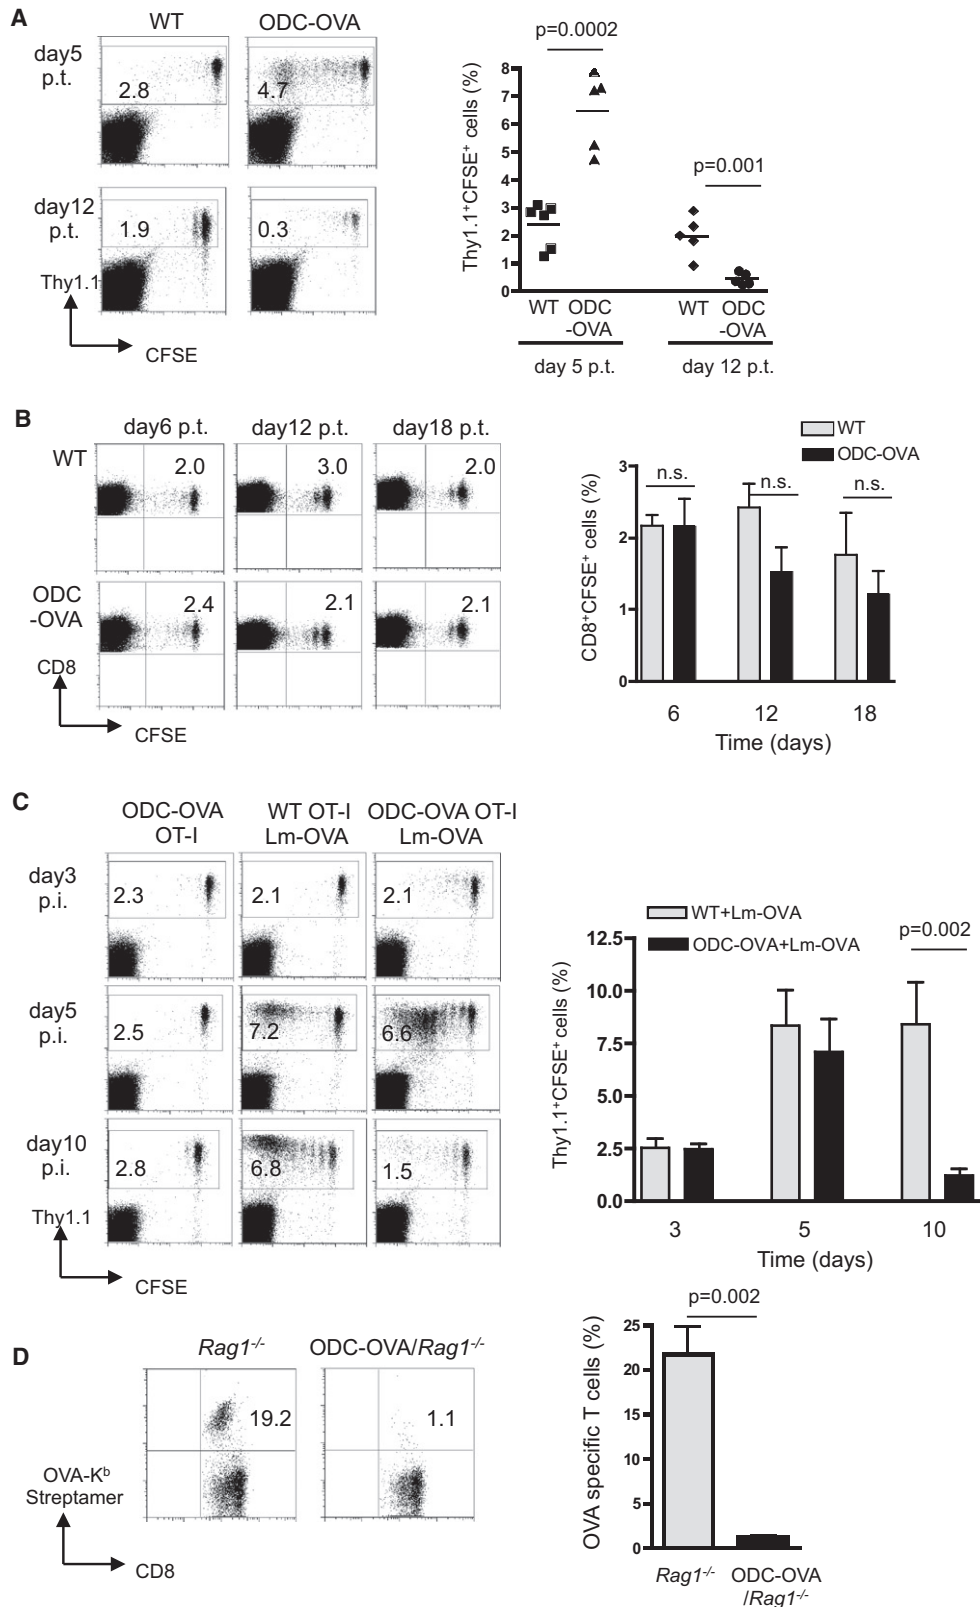 A
WT
ODC-OVA
day5
p.t.
2.8
4.7
day12
p.t.
1.9
0.3
Thy1.1
CFSE
p=0.0002
Thy1.1+CFSE+ cells (%)
8
7
6
5
4
3
2
1
0
p=0.001
WT
ODC
-OVA
WT
ODC
-OVA
day 5 p.t.
day 12 p.t.
B
day6 p.t.
day12 p.t.
day18 p.t.
WT
2.0
3.0
2.0
ODC
-OVA
2.4
2.1
2.1
CD8
CFSE
WT
ODC-OVA
CD8+CFSE+ cells (%)
3
2
1
0
n.s.
n.s.
n.s.
6
12
18
Time (days)
C
ODC-OVA
OT-I
WT OT-I
Lm-OVA
ODC-OVA OT-I
Lm-OVA
day3
p.i.
2.3
2.1
2.1
day5
p.i.
2.5
7.2
6.6
day10
p.i.
2.8
6.8
1.5
Thy1.1
CFSE
WT+Lm-OVA
ODC-OVA+Lm-OVA
p=0.002
Thy1.1+CFSE+ cells (%)
12.5
10.0
7.5
5.0
2.5
0.0
3
5
10
Time (days)
D
Rag1-/-
ODC-OVA/Rag1-/-
19.2
1.1
OVA-Kb
Streptamer
CD8
p=0.002
OVA specific T cells (%)
25
20
15
10
5
0
Rag1-/-
ODC-OVA
/Rag1-/-